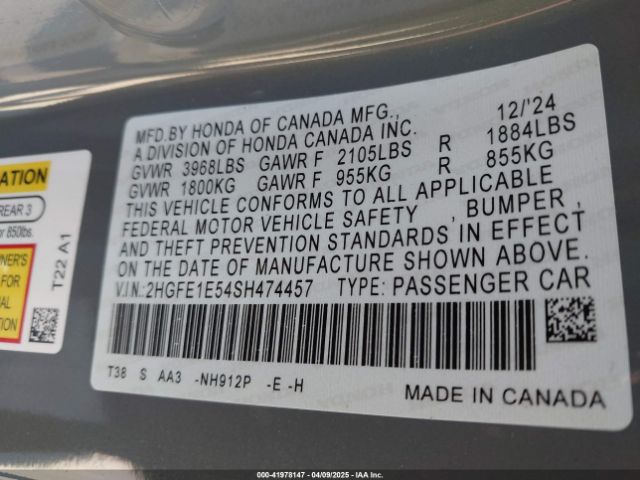 MFD.BY HONDA OF CANADA MFG., 12/'24
A DIVISION OF HONDA CANADA INC.
GVWR 3968LBS GAWR F 2105LBS R 1884LBS
GVWR 1800KG GAWR F 955KG R 855KG
THIS VEHICLE CONFORMS TO ALL APPLICABLE
FEDERAL MOTOR VEHICLE SAFETY , BUMPER ,
AND THEFT PREVENTION STANDARDS IN EFFECT
ON THE DATE OF MANUFACTURE SHOWN ABOVE.
V.I.N.:2HGFE1E54SH474457 TYPE:PASSENGER CAR
T38 S AA3 -NH912P -E -H
MADE IN CANADA
REAR 3
850lbs.
T22 A1
000-41978147 - 04/09/2025 - IAA Inc.